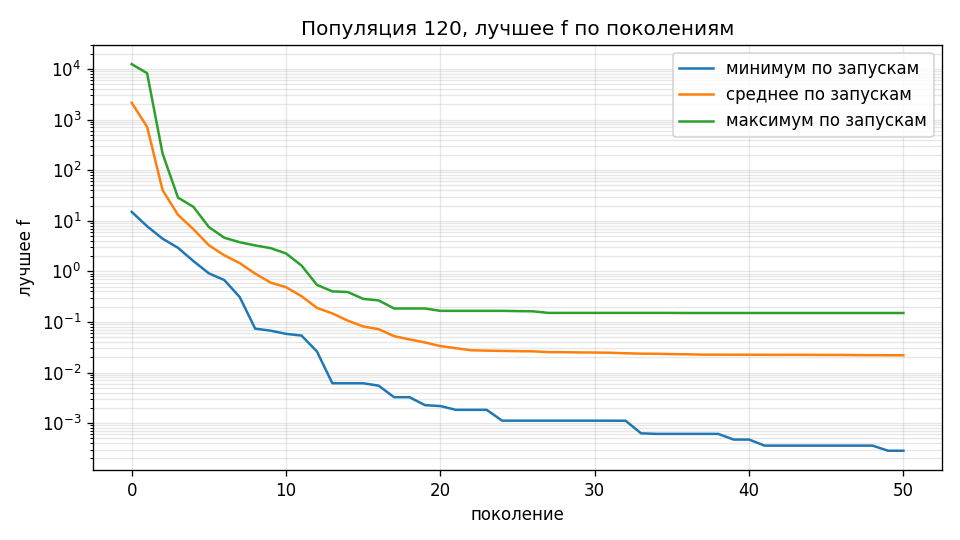 Популяция 120, лучшее f по поколениям
минимум по запускам
среднее по запускам
максимум по запускам
лучшее f
10⁴
10³
10²
10¹
10⁰
10⁻¹
10⁻²
10⁻³
0 10 20 30 40 50
поколение